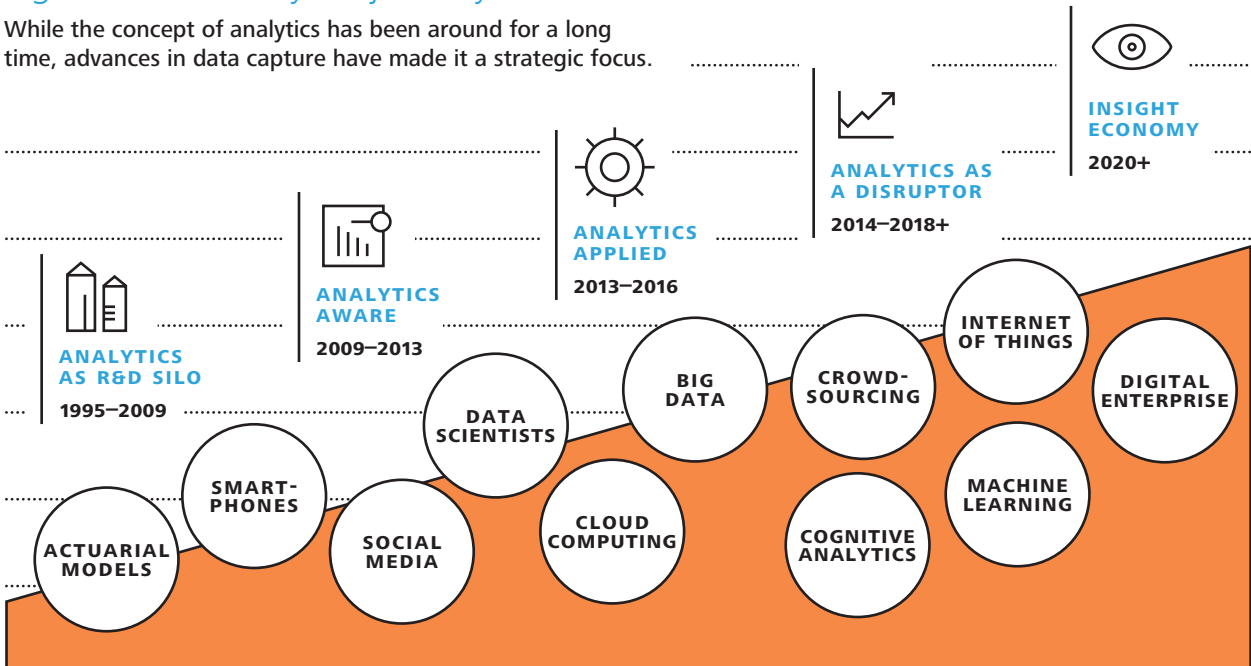 While the concept of analytics has been around for a long
time, advances in data capture have made it a strategic focus.
ANALYTICS
AS R&D SILO
1995–2009
ANALYTICS
AWARE
2009–2013
ANALYTICS
APPLIED
2013–2016
ANALYTICS AS
A DISRUPTOR
2014–2018+
INSIGHT
ECONOMY
2020+
ACTUARIAL
MODELS
SMART-
PHONES
SOCIAL
MEDIA
DATA
SCIENTISTS
CLOUD
COMPUTING
BIG
DATA
CROWD-
SOURCING
COGNITIVE
ANALYTICS
INTERNET
OF THINGS
MACHINE
LEARNING
DIGITAL
ENTERPRISE